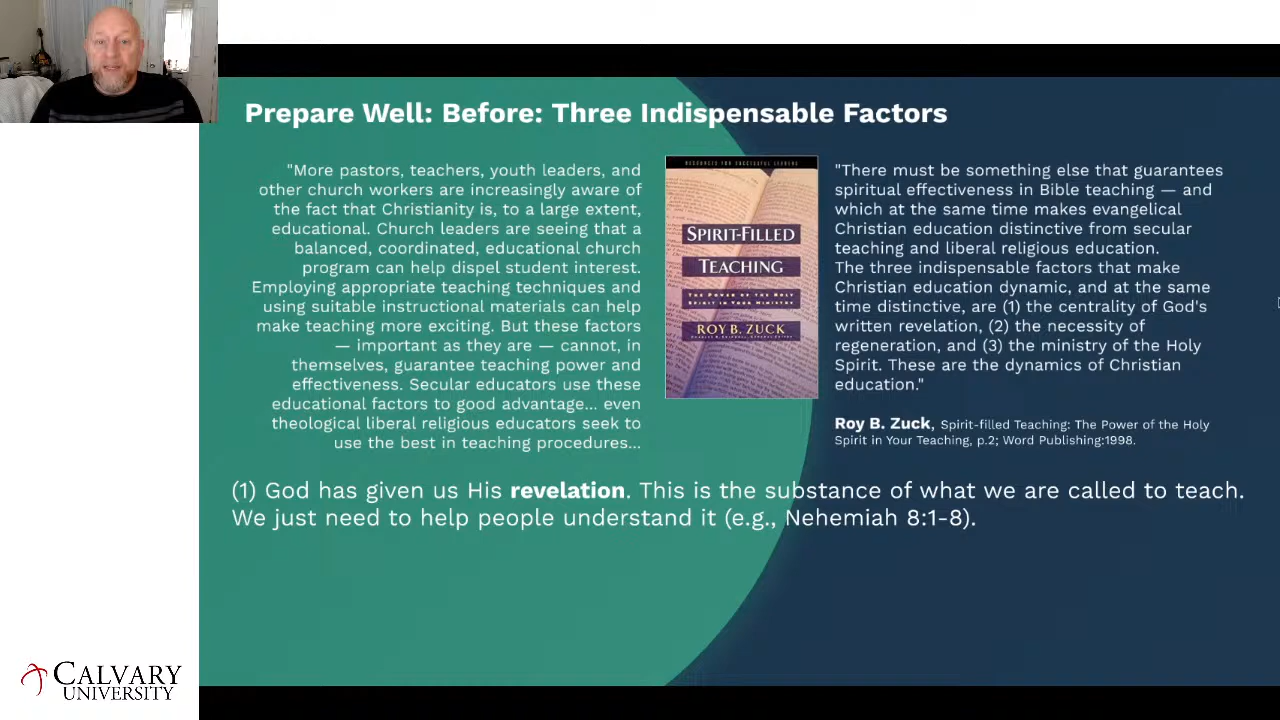 Prepare Well: Before: Three Indispensable Factors
"More pastors, teachers, youth leaders, and
other church workers are increasingly aware of
the fact that Christianity is, to a large extent,
educational. Church leaders are seeing that a
balanced, coordinated, educational church
program can help dispel student interest.
Employing appropriate teaching techniques and
using suitable instructional materials can help
make teaching more exciting. But these factors
— important as they are — cannot, in
themselves, guarantee teaching power and
effectiveness. Secular educators use these
educational factors to good advantage... even
theological liberal religious educators seek to
use the best in teaching procedures...
RESOURCES FOR SUCCESSFUL LEADERS
SPIRIT-FILLED
TEACHING
THE POWER OF THE HOLY
SPIRIT IN YOUR MINISTRY
ROY B. ZUCK
"There must be something else that guarantees
spiritual effectiveness in Bible teaching — and
which at the same time makes evangelical
Christian education distinctive from secular
teaching and liberal religious education.
The three indispensable factors that make
Christian education dynamic, and at the same
time distinctive, are (1) the centrality of God's
written revelation, (2) the necessity of
regeneration, and (3) the ministry of the Holy
Spirit. These are the dynamics of Christian
education."
Roy B. Zuck, Spirit-filled Teaching: The Power of the Holy
Spirit in Your Teaching, p.2; Word Publishing:1998.
(1) God has given us His revelation. This is the substance of what we are called to teach.
We just need to help people understand it (e.g., Nehemiah 8:1-8).
CALVARY
UNIVERSITY